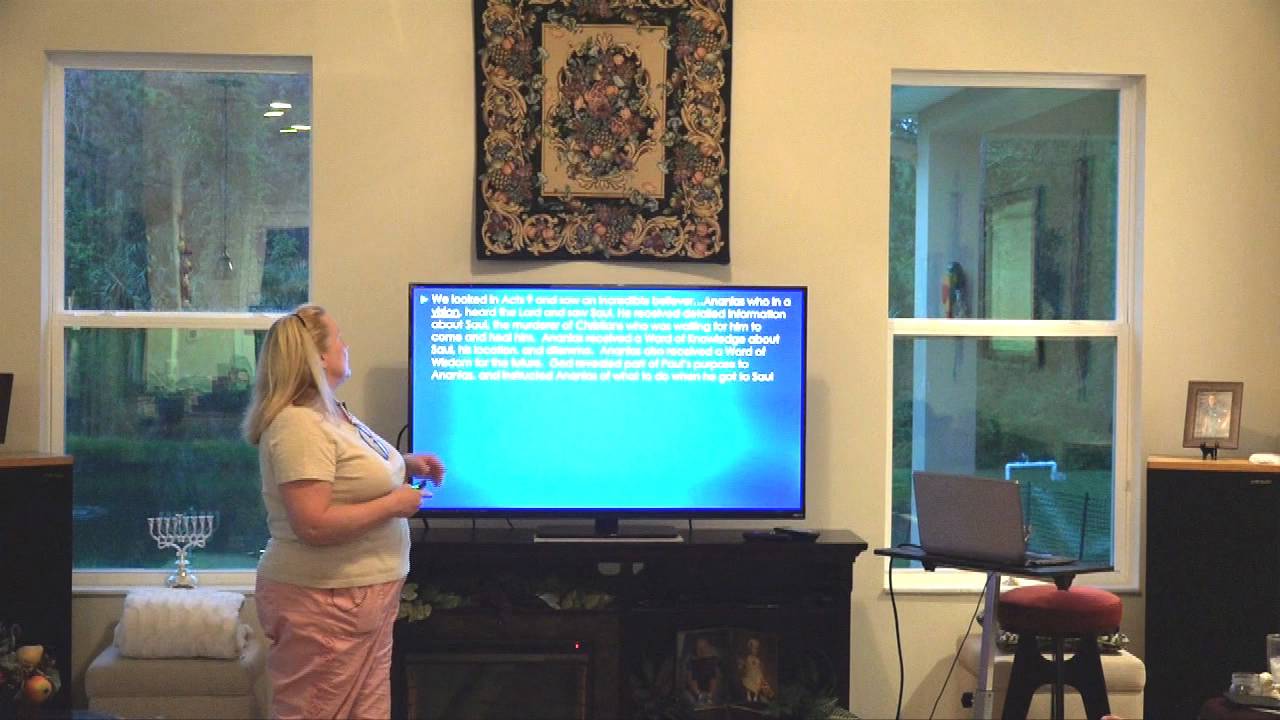 ▶ We looked in Acts 9 and saw an incredible believer...Ananias who in a
vision, heard the Lord and saw Saul. He received detailed information
about Saul, the murderer of Christians who was waiting for him to
come and heal him. Ananias received a Word of Knowledge about
Saul, his location, and dilemma. Ananias also received a Word of
Wisdom for the future. God revealed part of Paul's purpose to
Ananias, and instructed Ananias of what to do when he got to Saul